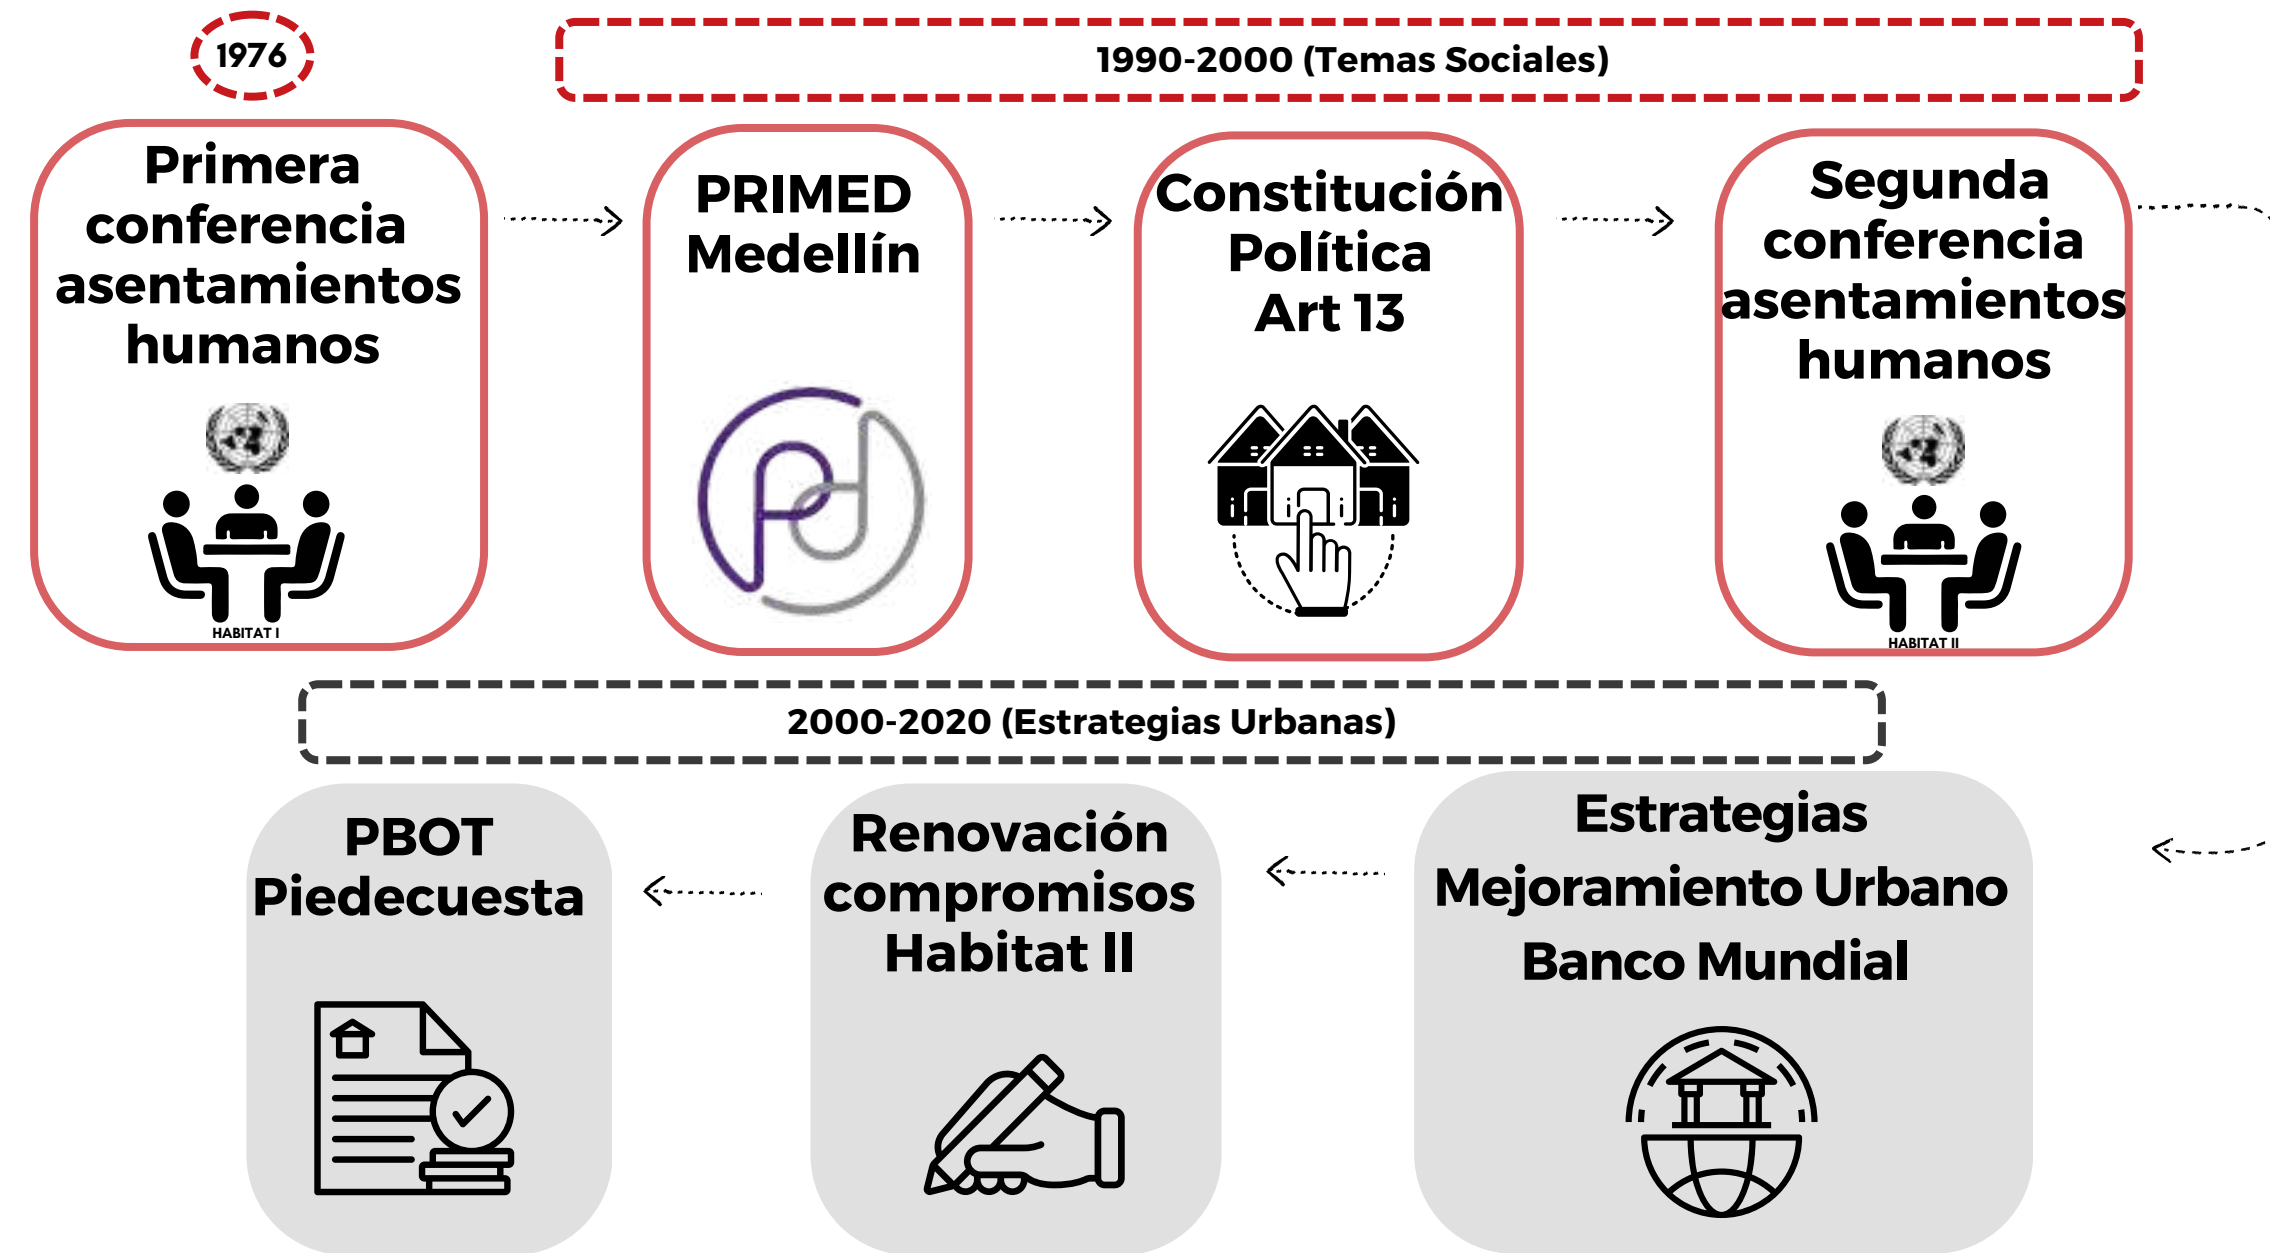 1976
1990-2000 (Temas Sociales)
Primera
conferencia
asentamientos
humanos
HABITAT I
PRIMED
Medellín
Constitución
Política
Art 13
Segunda
conferencia
asentamientos
humanos
HABITAT II
2000-2020 (Estrategias Urbanas)
Estrategias
Mejoramiento Urbano
Banco Mundial
Renovación
compromisos
Habitat II
PBOT
Piedecuesta